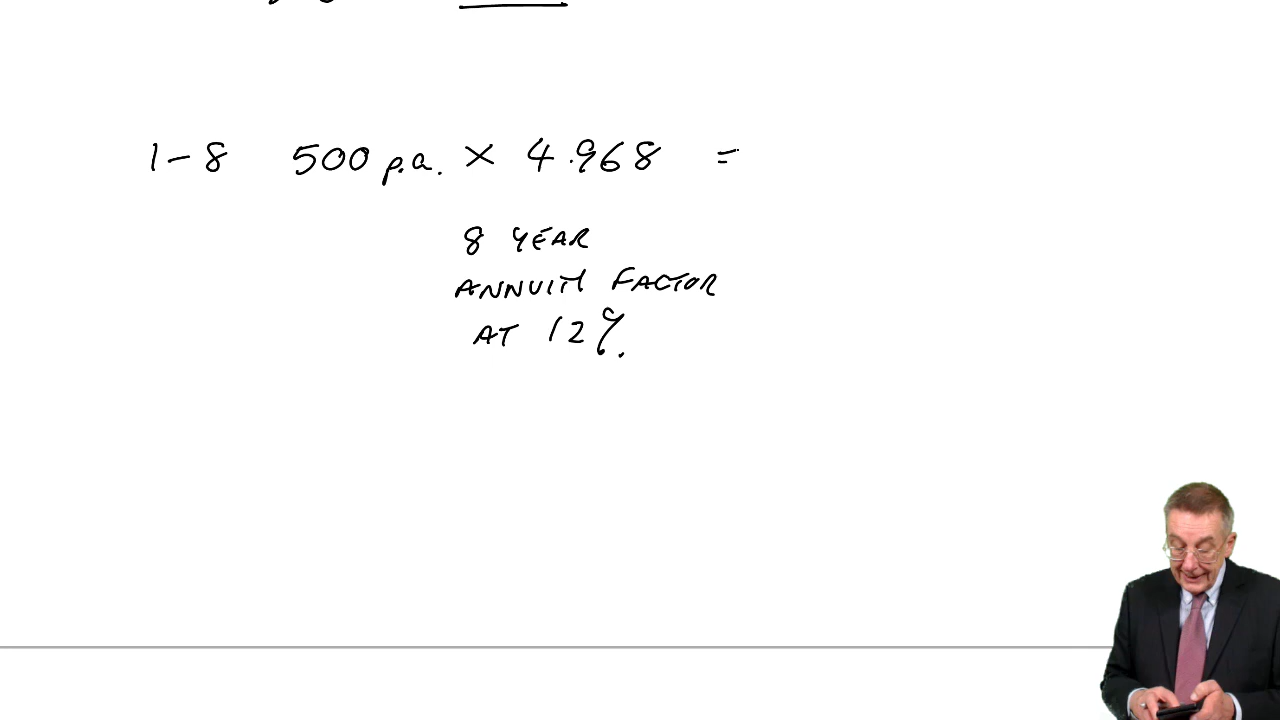 1-8 500 p.a. × 4.968 =
8 YEAR
ANNUITY FACTOR
AT 12%.